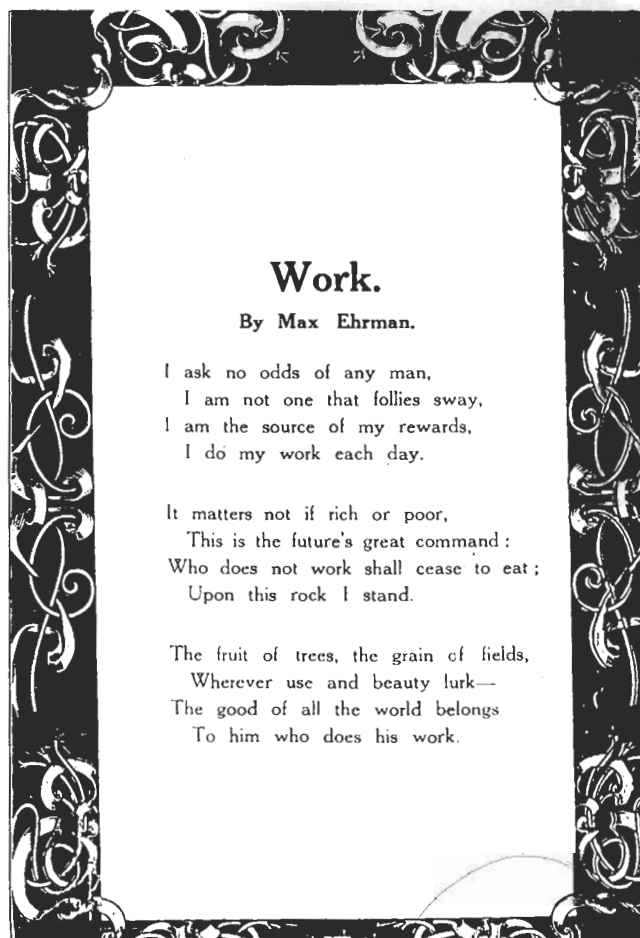 Work.
By Max Ehrman.
I ask no odds of any man,
I am not one that follies sway,
I am the source of my rewards,
I do my work each day.
It matters not if rich or poor,
This is the future's great command :
Who does not work shall cease to eat ;
Upon this rock I stand.
The fruit of trees, the grain of fields,
Wherever use and beauty lurk—
The good of all the world belongs
To him who does his work.